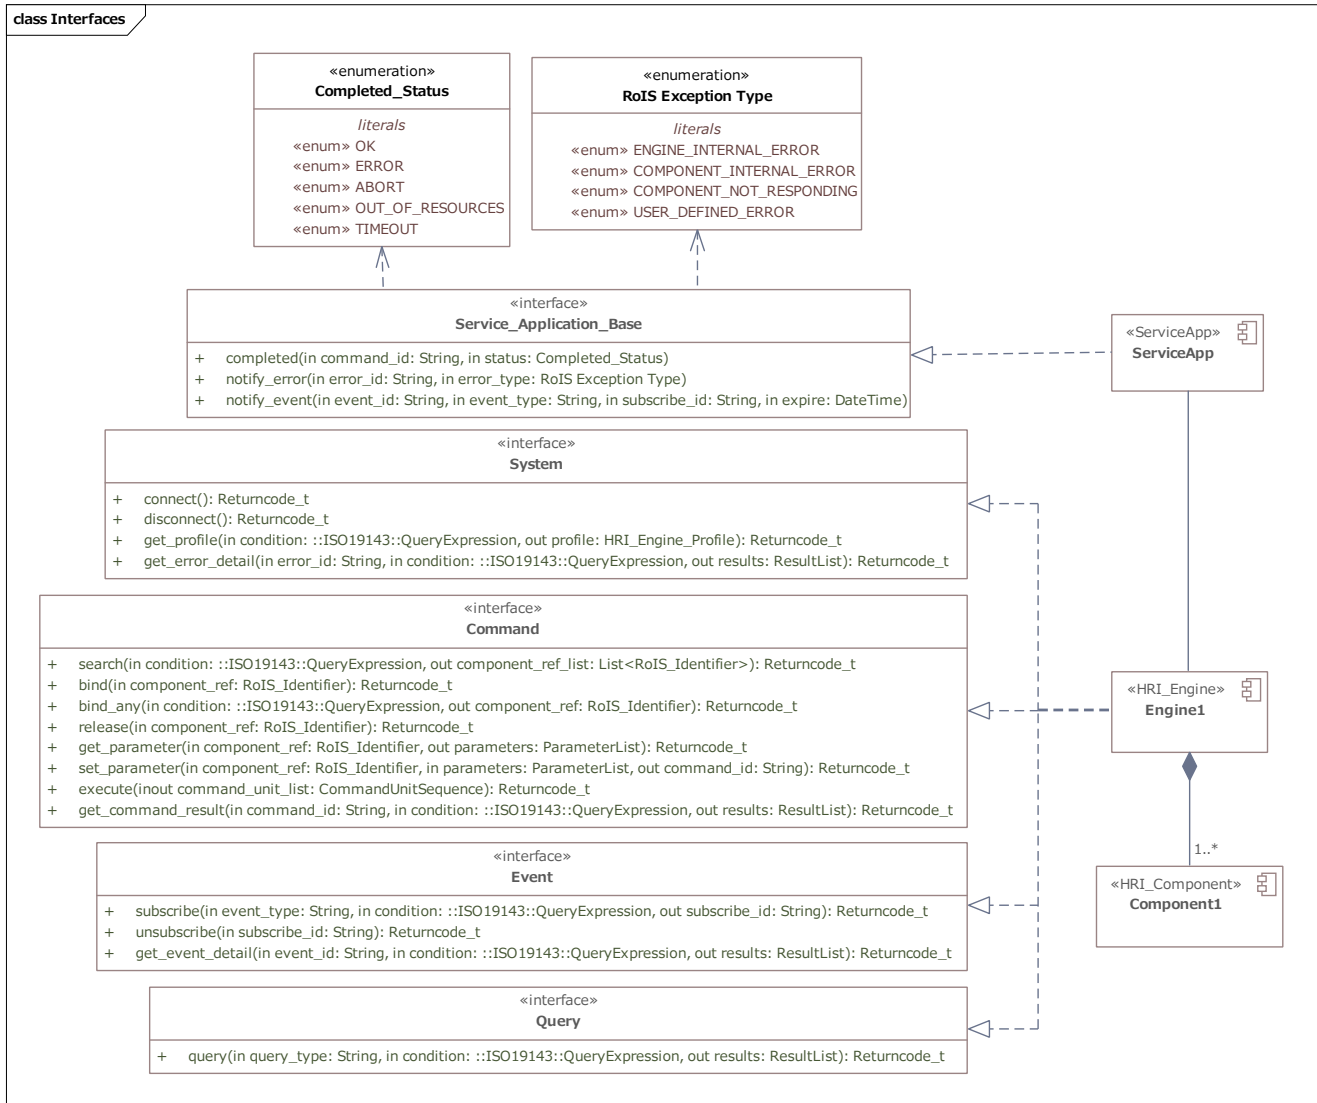 class Interfaces
«enumeration»
Completed_Status
literals
«enum» OK
«enum» ERROR
«enum» ABORT
«enum» OUT_OF_RESOURCES
«enum» TIMEOUT
«enumeration»
RoIS Exception Type
literals
«enum» ENGINE_INTERNAL_ERROR
«enum» COMPONENT_INTERNAL_ERROR
«enum» COMPONENT_NOT_RESPONDING
«enum» USER_DEFINED_ERROR
«interface»
Service_Application_Base
+ completed(in command_id: String, in status: Completed_Status)
+ notify_error(in error_id: String, in error_type: RoIS Exception Type)
+ notify_event(in event_id: String, in event_type: String, in subscribe_id: String, in expire: DateTime)
«ServiceApp»
ServiceApp
«interface»
System
+ connect(): Returncode_t
+ disconnect(): Returncode_t
+ get_profile(in condition: ::ISO19143::QueryExpression, out profile: HRI_Engine_Profile): Returncode_t
+ get_error_detail(in error_id: String, in condition: ::ISO19143::QueryExpression, out results: ResultList): Returncode_t
«interface»
Command
+ search(in condition: ::ISO19143::QueryExpression, out component_ref_list: List<RoIS_Identifier>): Returncode_t
+ bind(in component_ref: RoIS_Identifier): Returncode_t
+ bind_any(in condition: ::ISO19143::QueryExpression, out component_ref: RoIS_Identifier): Returncode_t
+ release(in component_ref: RoIS_Identifier): Returncode_t
+ get_parameter(in component_ref: RoIS_Identifier, out parameters: ParameterList): Returncode_t
+ set_parameter(in component_ref: RoIS_Identifier, in parameters: ParameterList, out command_id: String): Returncode_t
+ execute(inout command_unit_list: CommandUnitSequence): Returncode_t
+ get_command_result(in command_id: String, in condition: ::ISO19143::QueryExpression, out results: ResultList): Returncode_t
«HRI_Engine»
Engine1
1..*
«HRI_Component»
Component1
«interface»
Event
+ subscribe(in event_type: String, in condition: ::ISO19143::QueryExpression, out subscribe_id: String): Returncode_t
+ unsubscribe(in subscribe_id: String): Returncode_t
+ get_event_detail(in event_id: String, in condition: ::ISO19143::QueryExpression, out results: ResultList): Returncode_t
«interface»
Query
+ query(in query_type: String, in condition: ::ISO19143::QueryExpression, out results: ResultList): Returncode_t